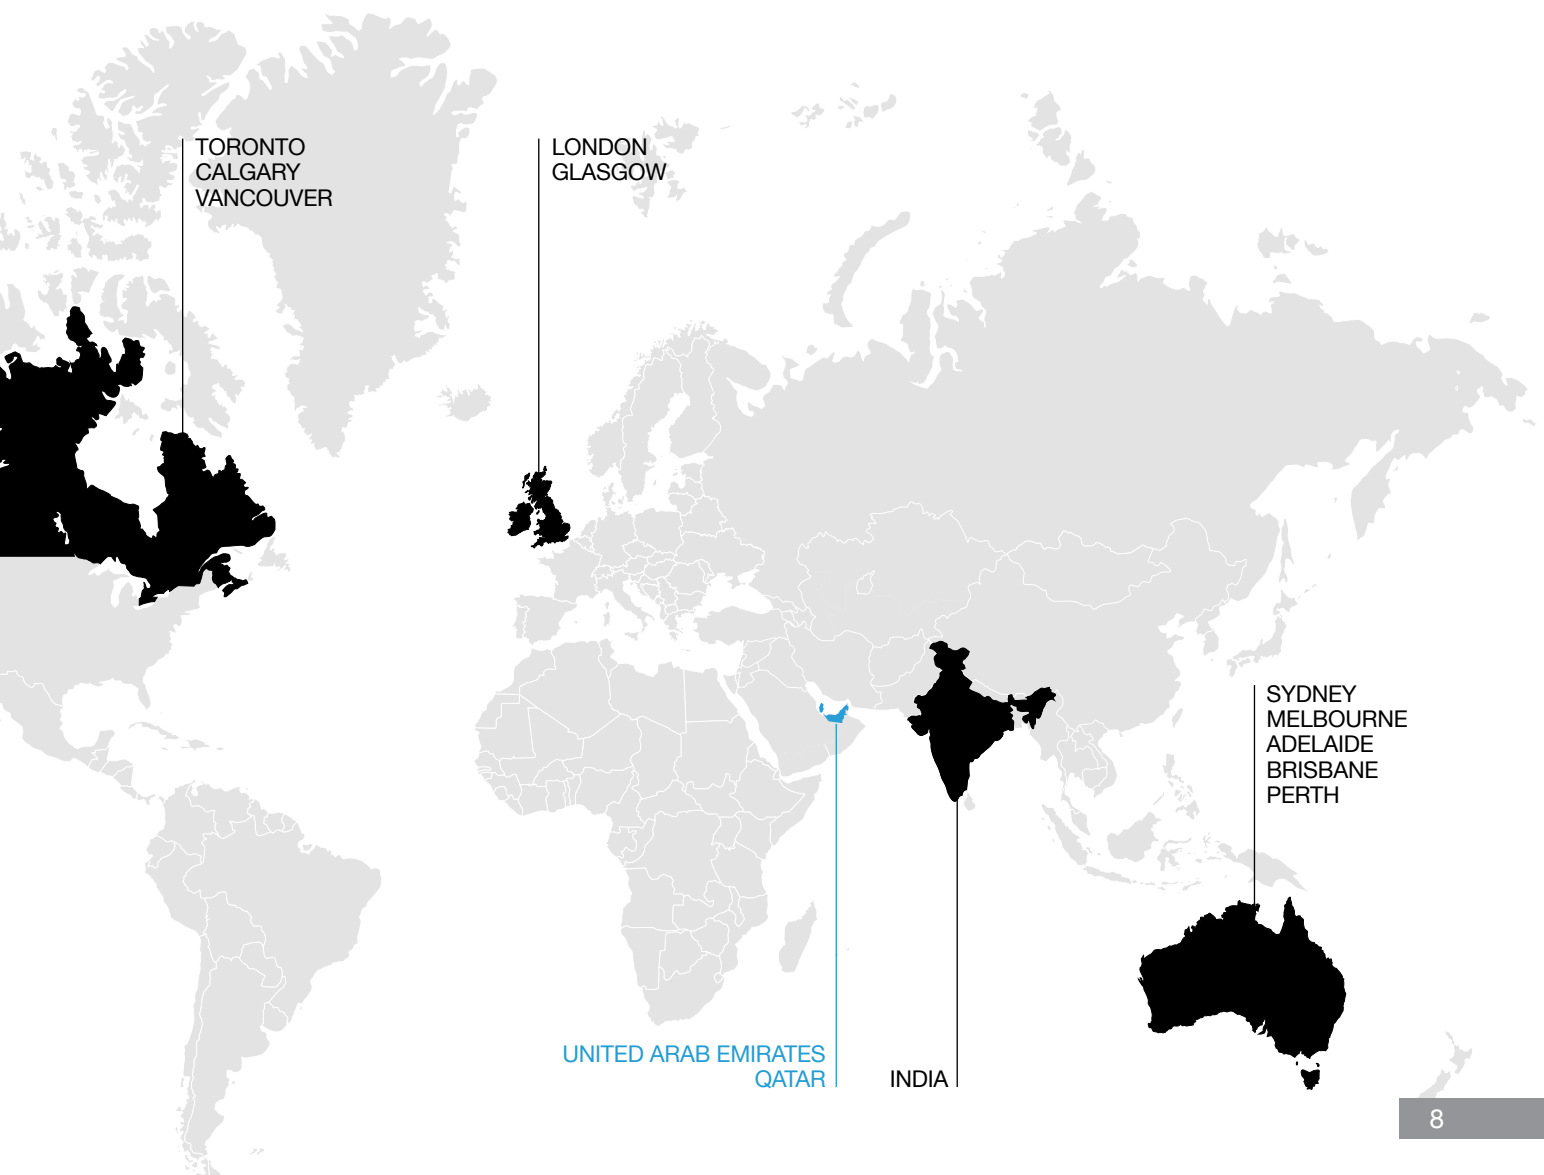 TORONTO
CALGARY
VANCOUVER
LONDON
GLASGOW
SYDNEY
MELBOURNE
ADELAIDE
BRISBANE
PERTH
UNITED ARAB EMIRATES
QATAR
INDIA
8